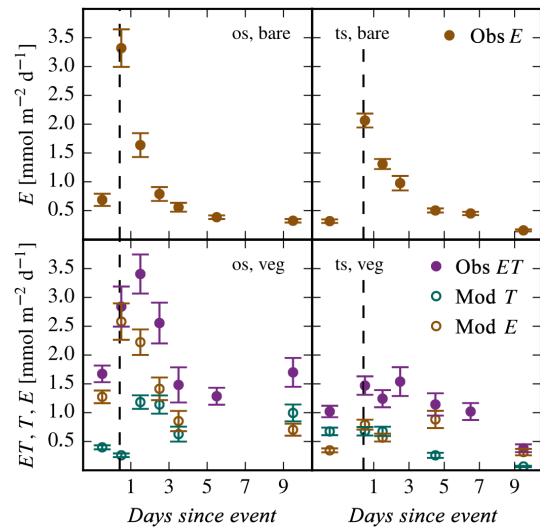 os, bare
ts, bare
Obs E
3.5
3.0
2.5
2.0
1.5
1.0
0.5
E [mmol m⁻² d⁻¹]
os, veg
ts, veg
Obs ET
Mod T
Mod E
3.5
3.0
2.5
2.0
1.5
1.0
0.5
ET, T, E [mmol m⁻² d⁻¹]
1 3 5 7 9 1 3 5 7 9
Days since event Days since event